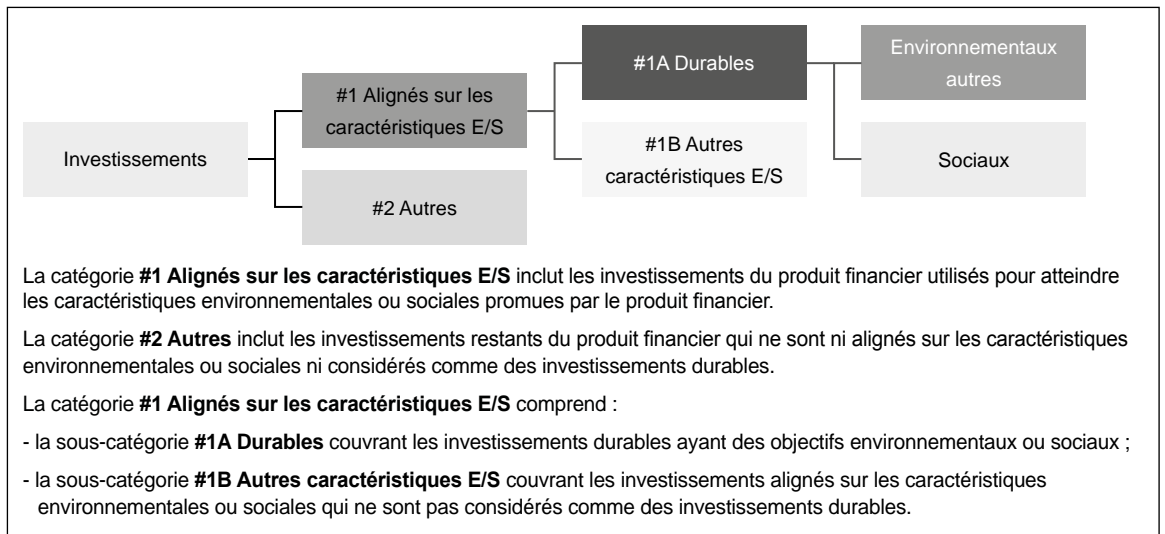 #1A Durables
Environnementaux
autres
#1 Alignés sur les
caractéristiques E/S
Investissements
#1B Autres
caractéristiques E/S
Sociaux
#2 Autres
La catégorie #1 Alignés sur les caractéristiques E/S inclut les investissements du produit financier utilisés pour atteindre
les caractéristiques environnementales ou sociales promues par le produit financier.
La catégorie #2 Autres inclut les investissements restants du produit financier qui ne sont ni alignés sur les caractéristiques
environnementales ou sociales ni considérés comme des investissements durables.
La catégorie #1 Alignés sur les caractéristiques E/S comprend :
- la sous-catégorie #1A Durables couvrant les investissements durables ayant des objectifs environnementaux ou sociaux ;
- la sous-catégorie #1B Autres caractéristiques E/S couvrant les investissements alignés sur les caractéristiques
environnementales ou sociales qui ne sont pas considérés comme des investissements durables.